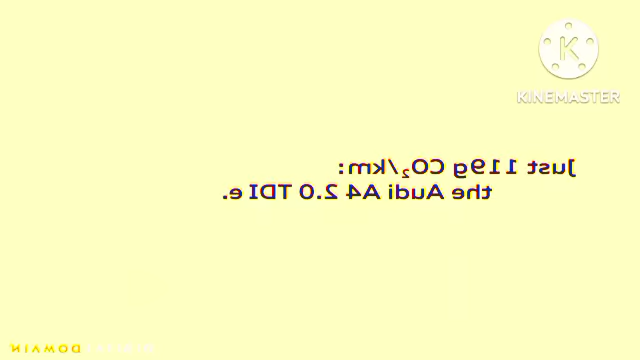 KINEMASTER
Just 119g CO₂/km:
the Audi A4 2.0 TDI e.
DOMAIN